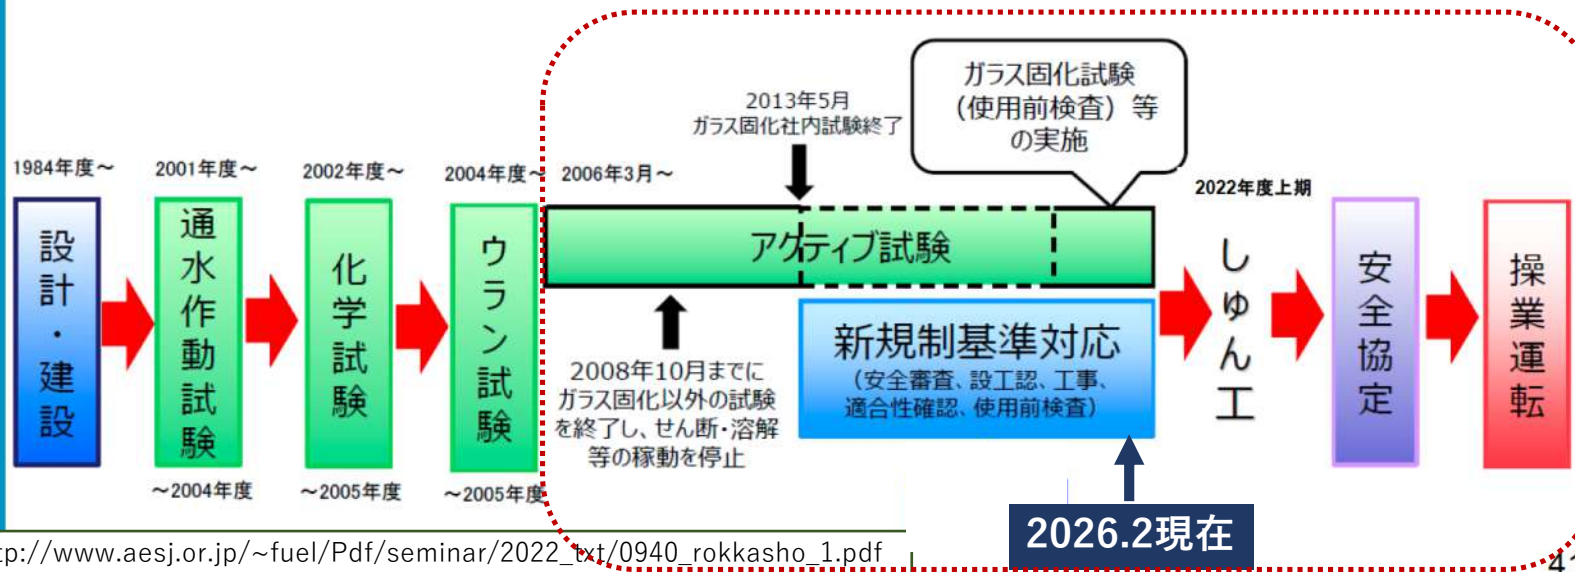 1984年度～
設計・建設
2001年度～
通水作動試験
～2004年度
2002年度～
化学試験
～2005年度
2004年度～
ウラン試験
～2005年度
2006年3月～
2013年5月
ガラス固化社内試験終了
ガラス固化試験
（使用前検査）等
の実施
アクティブ試験
2008年10月までに
ガラス固化以外の試験
を終了し、せん断・溶解
等の稼動を停止
新規制基準対応
（安全審査、設工認、工事、
適合性確認、使用前検査）
2022年度上期
しゅん工
安全協定
操業運転
2026.2現在
tp://www.aesj.or.jp/~fuel/Pdf/seminar/2022_txt/0940_rokkasho_1.pdf